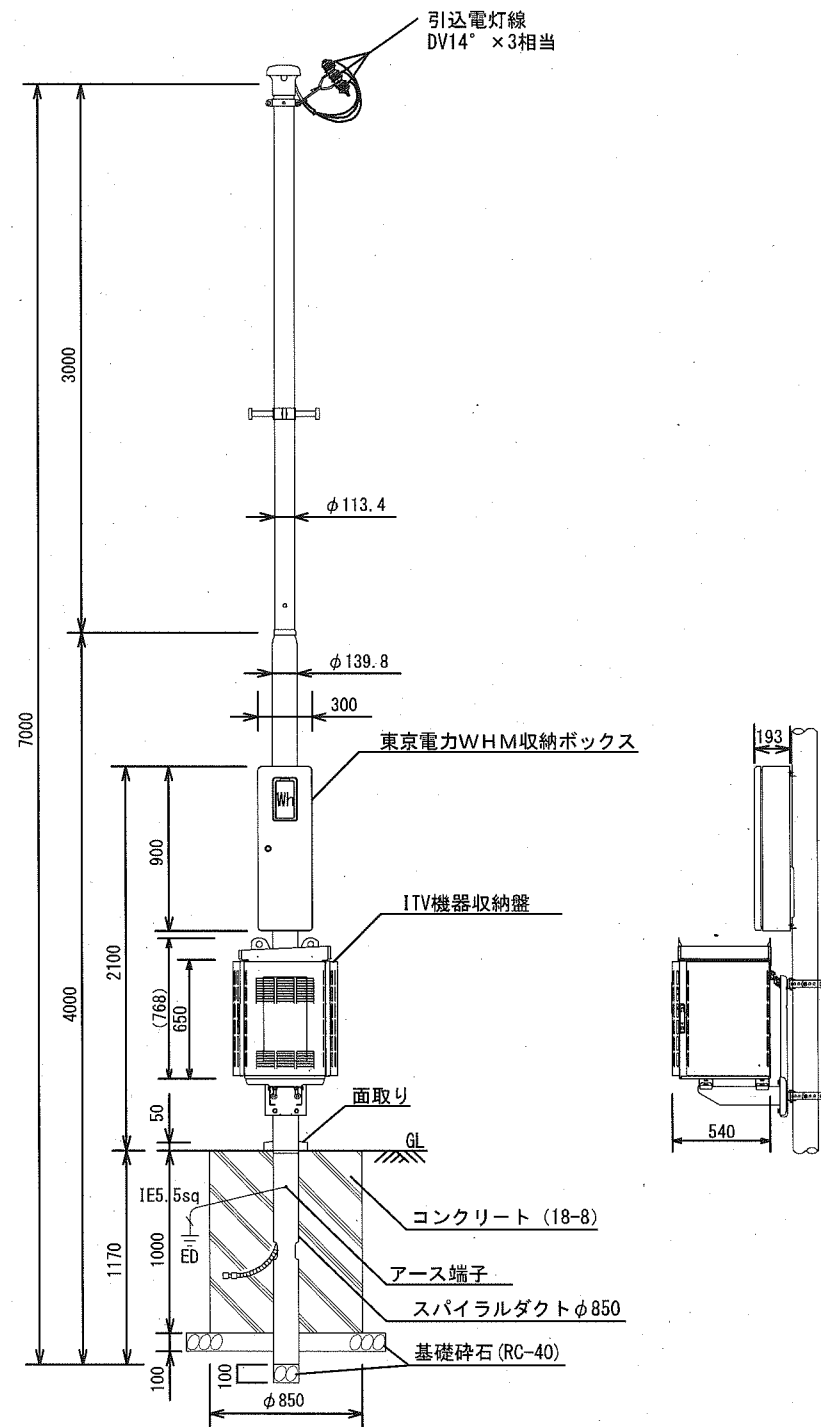 引込電灯線
DV14°×3相当
3000
φ113.4
φ139.8
7000
300
193
東京電力WHM収納ボックス
Wh
900
ITV機器収納盤
2100
4000
(768)
650
50
面取り
GL
540
IE5.5sq
ED
コンクリート (18-8)
1170
1000
アース端子
スパイラルダクトφ850
基礎砕石(RC-40)
100
100
φ850